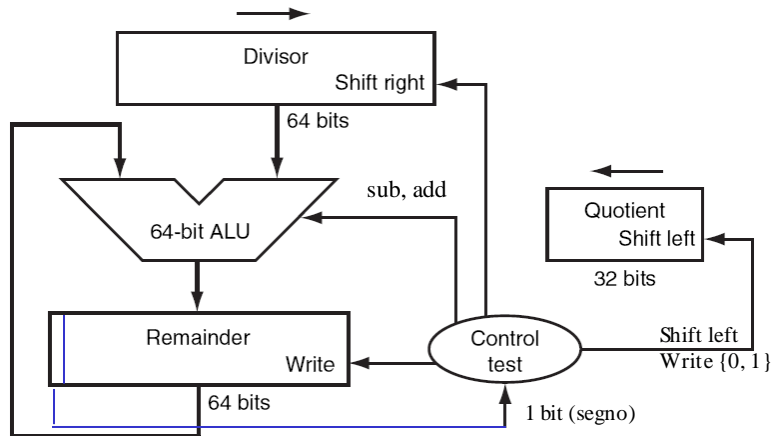 Divisor
Shift right
64 bits
sub, add
64-bit ALU
Quotient
Shift left
32 bits
Remainder
Write
Control
test
Shift left
Write {0, 1}
64 bits
1 bit (segno)